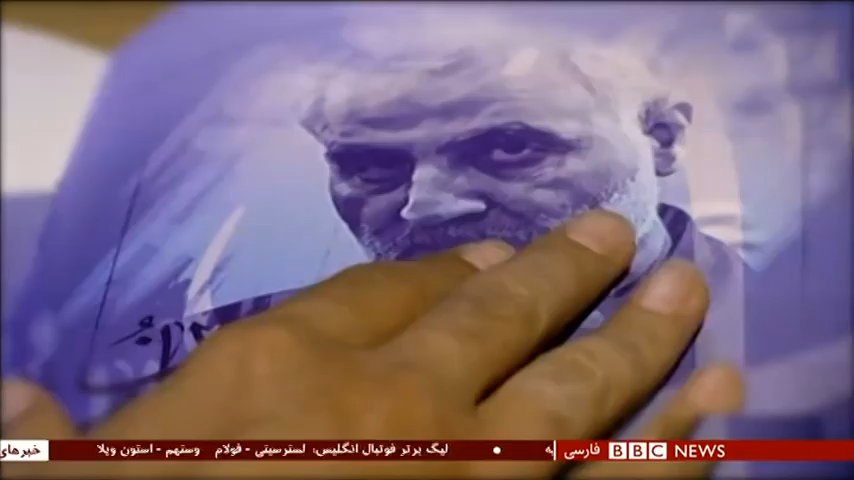 خبرهای
لیگ برتر فوتبال انگلیس: لسترسیتی - فولام    وستهم - استون ویلا
فارسی BBC NEWS